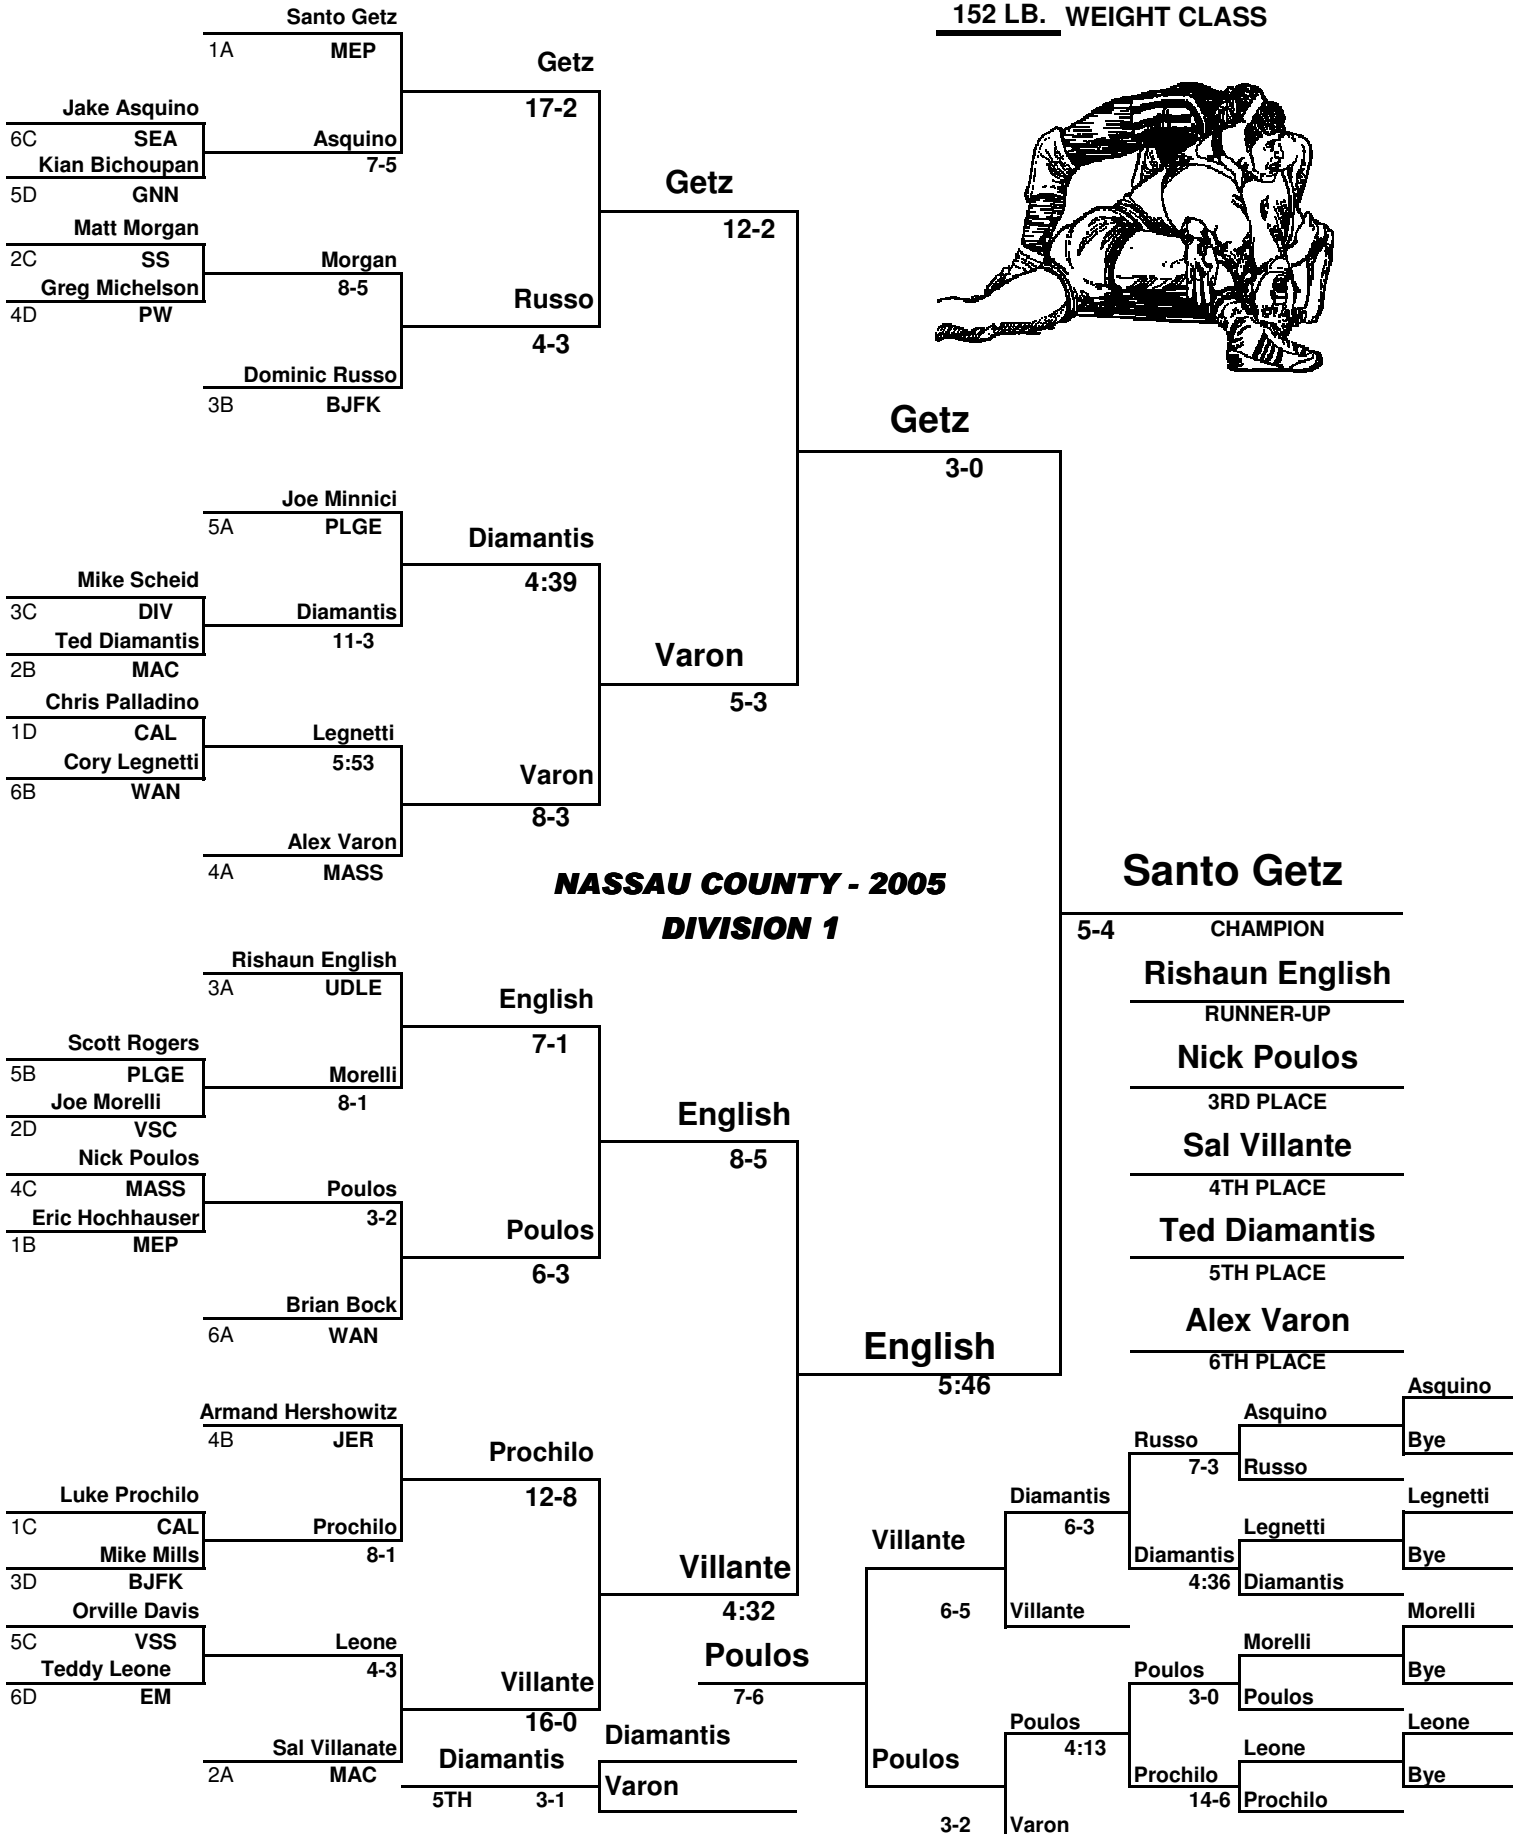 152 LB. WEIGHT CLASS
Santo Getz
1A MEP
Getz
17-2
Jake Asquino
6C SEA
Asquino
7-5
Kian Bichoupan
5D GNN
Getz
12-2
Matt Morgan
2C SS
Morgan
8-5
Greg Michelson
4D PW
Russo
4-3
Dominic Russo
3B BJFK
Getz
3-0
Joe Minnici
5A PLGE
Diamantis
4:39
Mike Scheid
3C DIV
Diamantis
11-3
Ted Diamantis
2B MAC
Varon
5-3
Chris Palladino
1D CAL
Legnetti
5:53
Cory Legnetti
6B WAN
Varon
8-3
Alex Varon
4A MASS
NASSAU COUNTY - 2005
DIVISION 1
Santo Getz
5-4 CHAMPION
Rishaun English
RUNNER-UP
Nick Poulos
3RD PLACE
Sal Villante
4TH PLACE
Ted Diamantis
5TH PLACE
Alex Varon
6TH PLACE
Rishaun English
3A UDLE
English
7-1
Scott Rogers
5B PLGE
Morelli
8-1
Joe Morelli
2D VSC
English
8-5
Nick Poulos
4C MASS
Poulos
3-2
Eric Hochhauser
1B MEP
Poulos
6-3
Brian Bock
6A WAN
English
5:46
Armand Hershowitz
4B JER
Prochilo
12-8
Luke Prochilo
1C CAL
Prochilo
8-1
Mike Mills
3D BJFK
Villante
4:32
Orville Davis
5C VSS
Leone
4-3
Teddy Leone
6D EM
Villante
16-0
Sal Villanate
2A MAC
Diamantis
5TH 3-1
Diamantis
Varon
Poulos
7-6
Villante
6-5
Poulos
3-2
Diamantis
6-3
Villante
Poulos
4:13
Varon
Russo
7-3
Diamantis
4:36
Poulos
3-0
Prochilo
14-6
Asquino
Russo
Legnetti
Diamantis
Morelli
Poulos
Leone
Prochilo
Asquino
Bye
Legnetti
Bye
Morelli
Bye
Leone
Bye